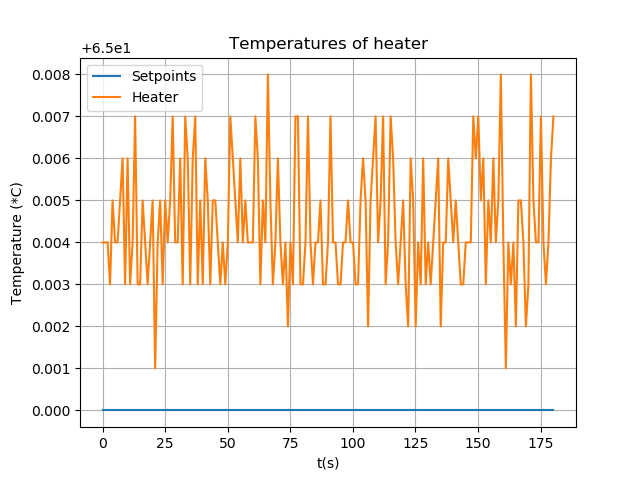 Temperatures of heater
+6.5e1
Setpoints
Heater
0.008
0.007
0.006
0.005
0.004
0.003
0.002
0.001
0.000
Temperature (*C)
0 25 50 75 100 125 150 175
t(s)